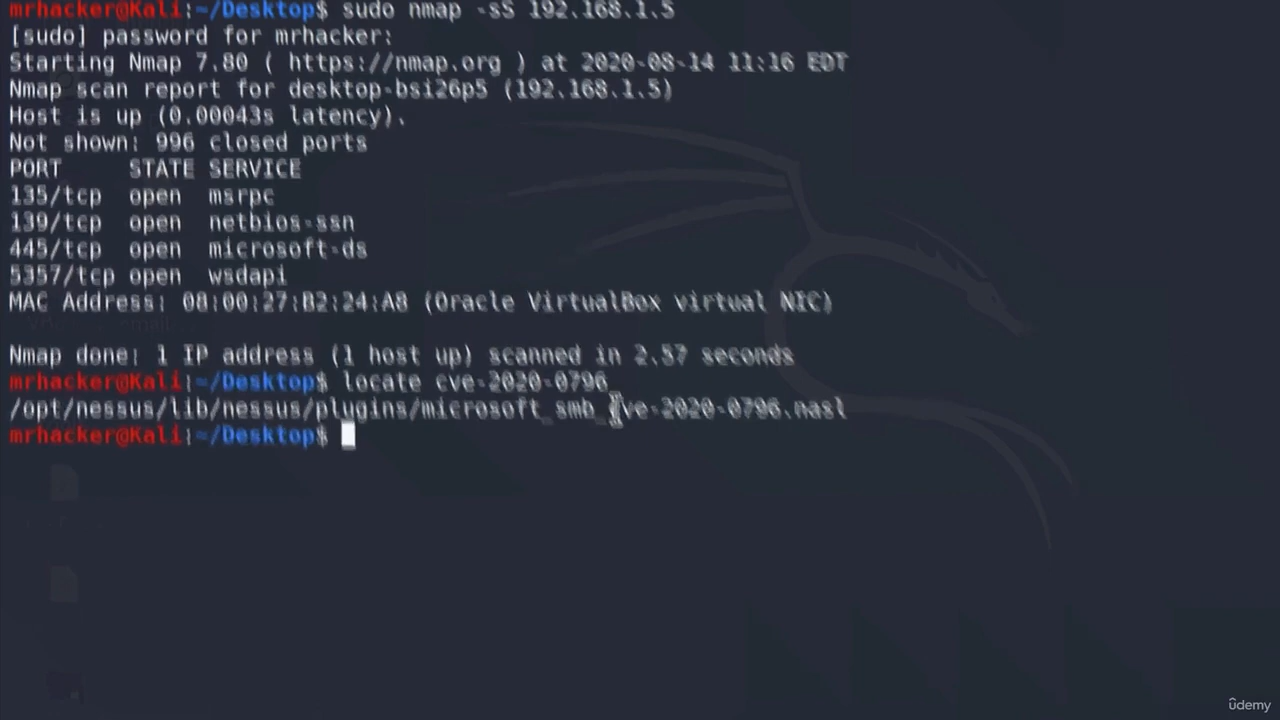 mrhacker@Kali:~/Desktop$ sudo nmap -sS 192.168.1.5
[sudo] password for mrhacker:
Starting Nmap 7.80 ( https://nmap.org ) at 2020-08-14 11:16 EDT
Nmap scan report for desktop-bsi26p5 (192.168.1.5)
Host is up (0.00043s latency).
Not shown: 996 closed ports
PORT     STATE SERVICE
135/tcp  open  msrpc
139/tcp  open  netbios-ssn
445/tcp  open  microsoft-ds
5357/tcp open  wsdapi
MAC Address: 08:00:27:B2:24:A8 (Oracle VirtualBox virtual NIC)
Nmap done: 1 IP address (1 host up) scanned in 2.57 seconds
mrhacker@Kali:~/Desktop$ locate cve-2020-0796
/opt/nessus/lib/nessus/plugins/microsoft_smb_cve-2020-0796.nasl
mrhacker@Kali:~/Desktop$
udemy